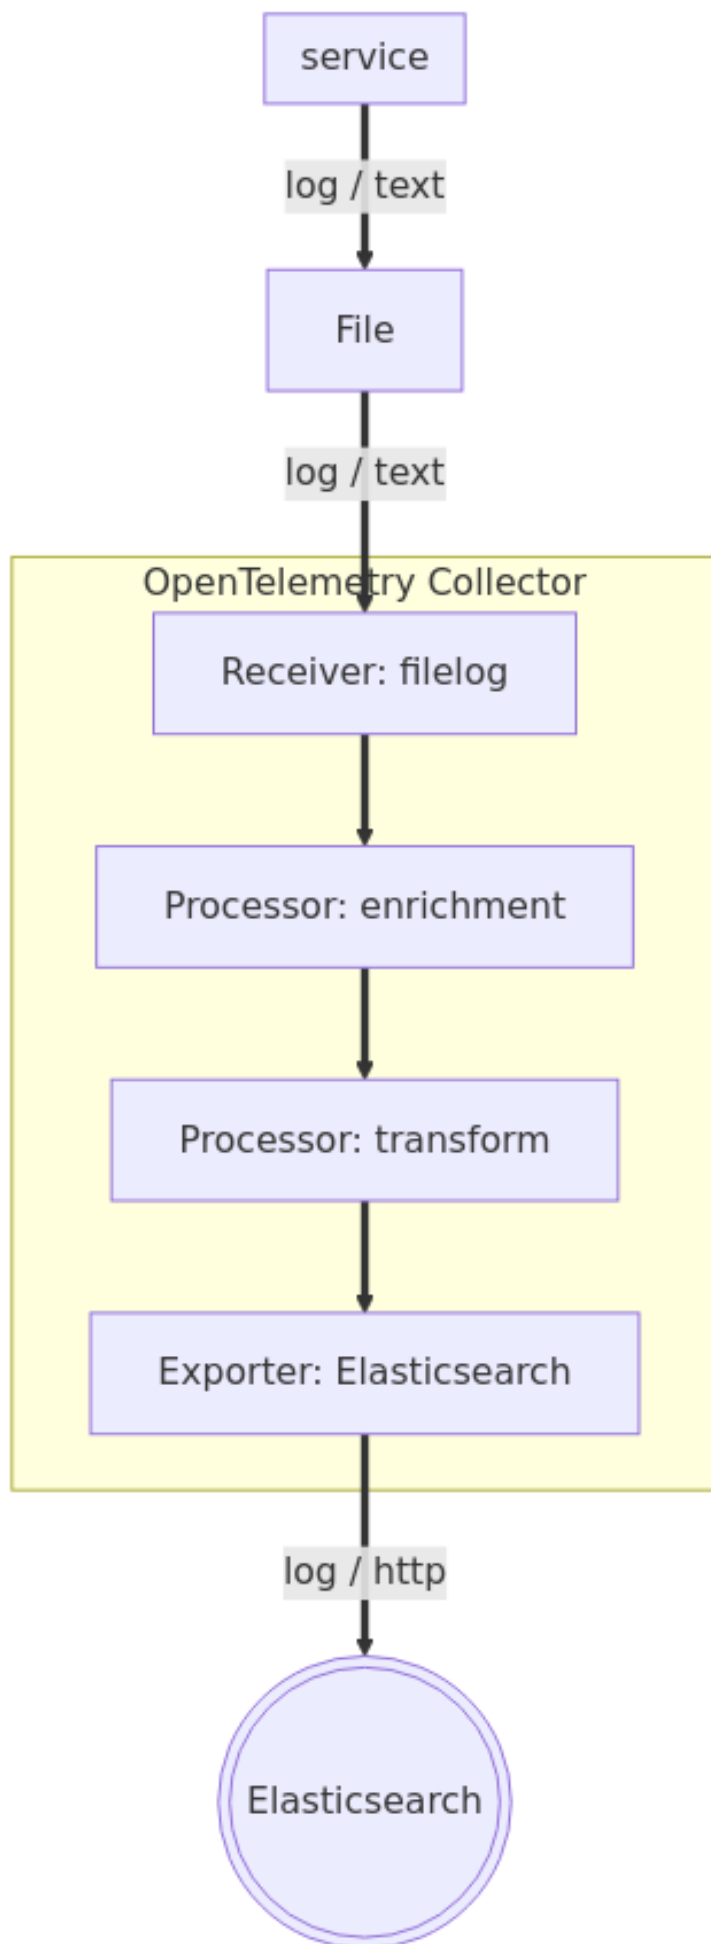 service
log / text
File
log / text
OpenTelemetry Collector
Receiver: filelog
Processor: enrichment
Processor: transform
Exporter: Elasticsearch
log / http
Elasticsearch